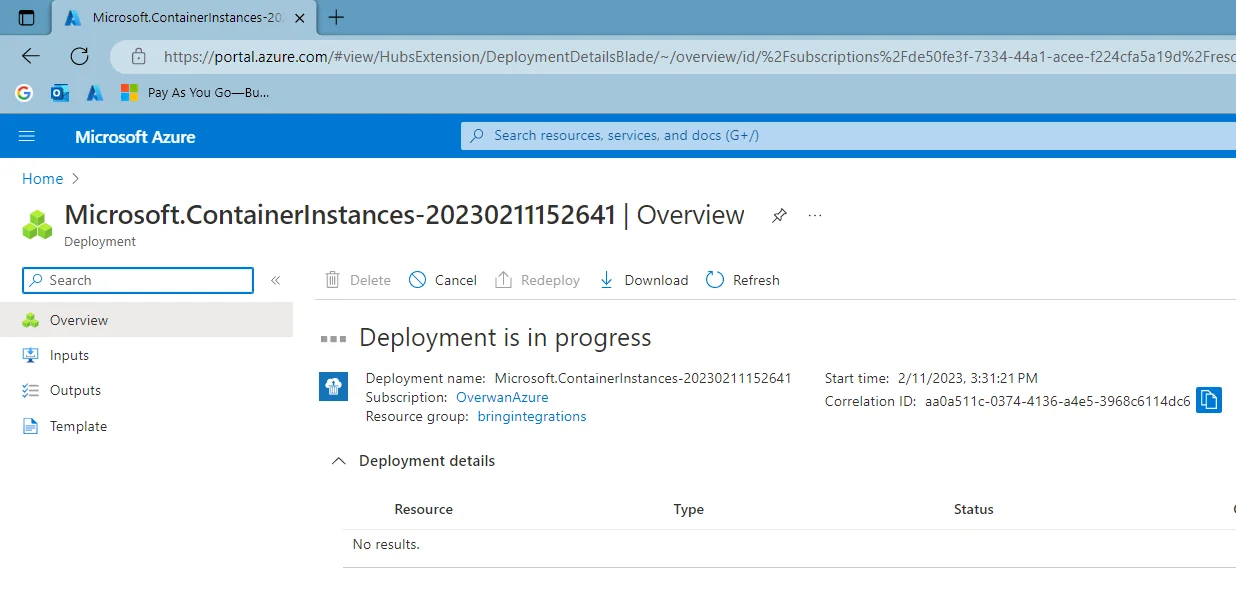 Microsoft.ContainerInstances-20
https://portal.azure.com/#view/HubsExtension/DeploymentDetailsBlade/~/overview/id/%2Fsubscriptions%2Fde50fe3f-7334-44a1-acee-f224cfa5a19d%2Freso
Pay As You Go—Bu...
Microsoft Azure
Search resources, services, and docs (G+/)
Home
Microsoft.ContainerInstances-20230211152641 | Overview
Deployment
Search
Delete Cancel Redeploy Download Refresh
Overview
Inputs
Outputs
Template
Deployment is in progress
Deployment name: Microsoft.ContainerInstances-20230211152641
Subscription: OverwanAzure
Resource group: bringintegrations
Start time: 2/11/2023, 3:31:21 PM
Correlation ID: aa0a511c-0374-4136-a4e5-3968c6114dc6
Deployment details
Resource Type Status
No results.